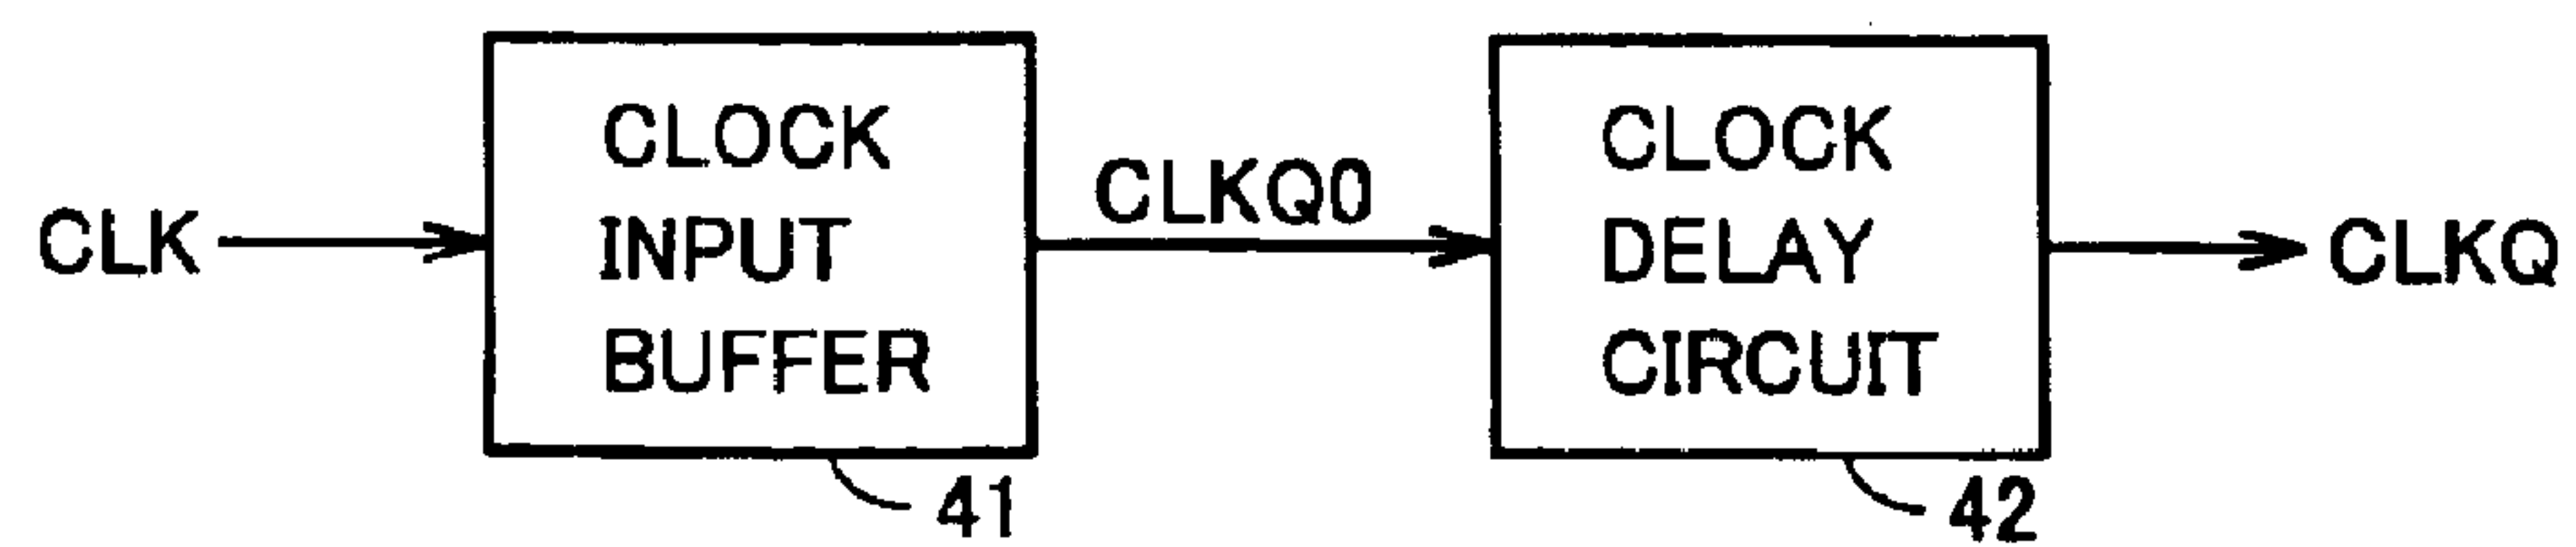 CLK
CLOCK
INPUT
BUFFER
41
CLKQ0
CLOCK
DELAY
CIRCUIT
42
CLKQ